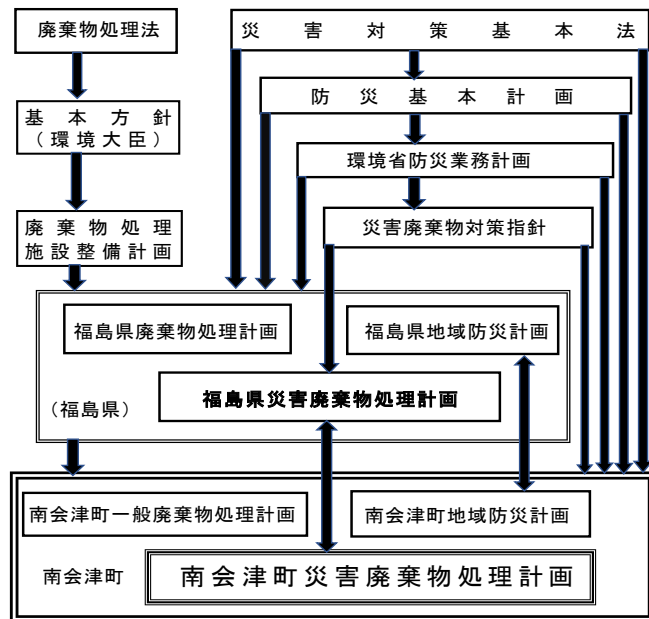 廃棄物処理法
災害対策基本法
防災基本計画
基本方針
(環境大臣)
環境省防災業務計画
廃棄物処理
施設整備計画
災害廃棄物対策指針
福島県廃棄物処理計画
福島県地域防災計画
福島県災害廃棄物処理計画
(福島県)
南会津町一般廃棄物処理計画
南会津町地域防災計画
南会津町
南会津町災害廃棄物処理計画